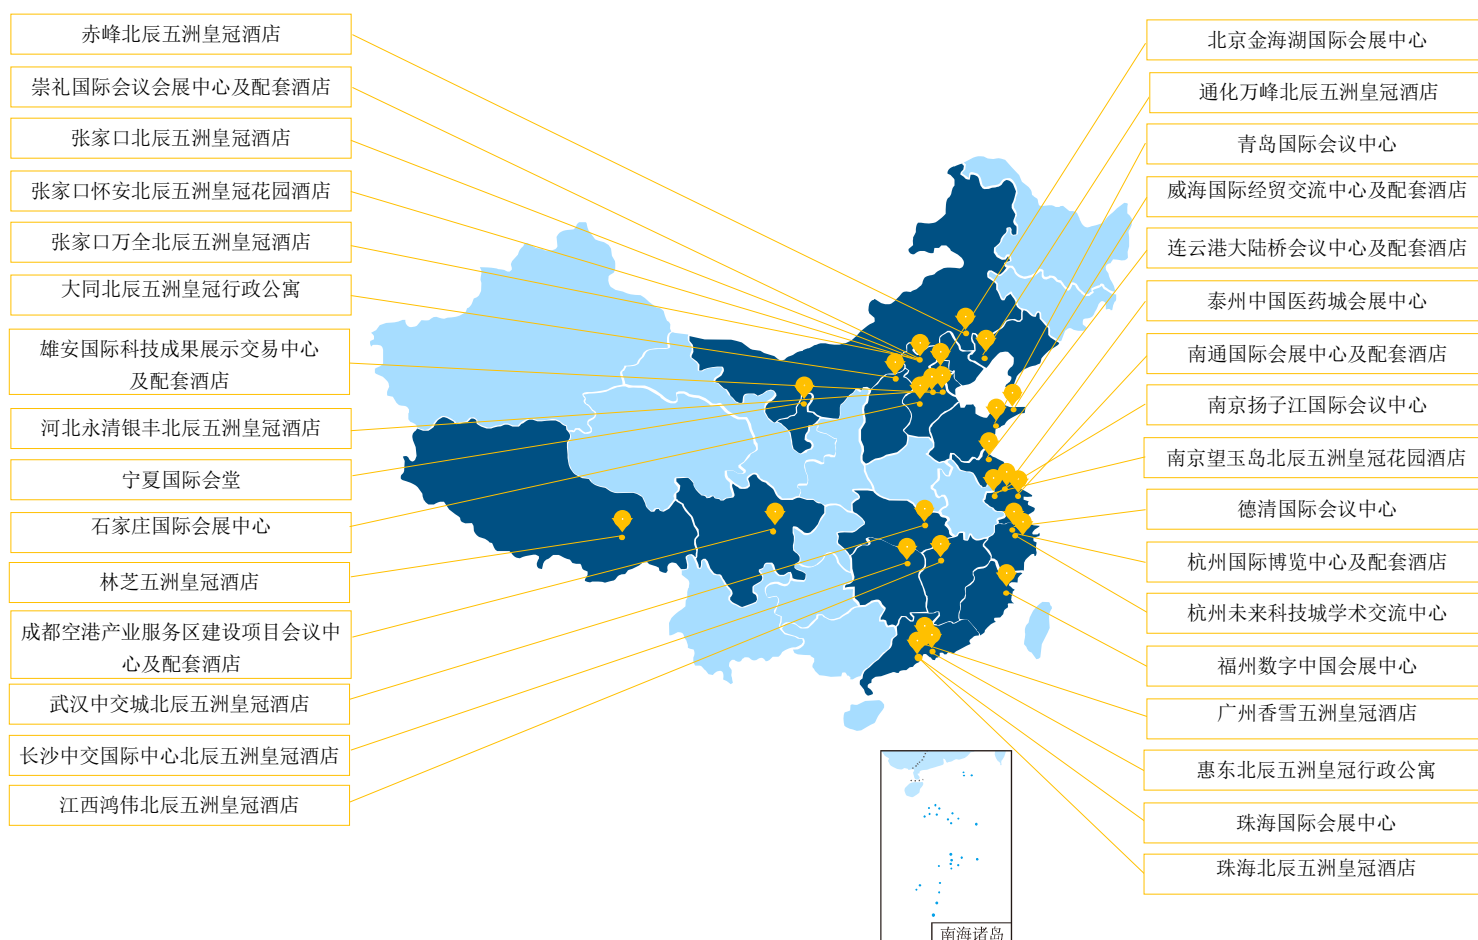 赤峰北辰五洲皇冠酒店
崇礼国际会议会展中心及配套酒店
张家口北辰五洲皇冠酒店
张家口怀安北辰五洲皇冠花园酒店
张家口万全北辰五洲皇冠酒店
大同北辰五洲皇冠行政公寓
雄安国际科技成果展示交易中心
及配套酒店
河北永清银丰北辰五洲皇冠酒店
宁夏国际会堂
石家庄国际会展中心
林芝五洲皇冠酒店
成都空港产业服务区建设项目会议中
心及配套酒店
武汉中交城北辰五洲皇冠酒店
长沙中交国际中心北辰五洲皇冠酒店
江西鸿伟北辰五洲皇冠酒店
北京金海湖国际会展中心
通化万峰北辰五洲皇冠酒店
青岛国际会议中心
威海国际经贸交流中心及配套酒店
连云港大陆桥会议中心及配套酒店
泰州中国医药城会展中心
南通国际会展中心及配套酒店
南京扬子江国际会议中心
南京望玉岛北辰五洲皇冠花园酒店
德清国际会议中心
杭州国际博览中心及配套酒店
杭州未来科技城学术交流中心
福州数字中国会展中心
广州香雪五洲皇冠酒店
惠东北辰五洲皇冠行政公寓
珠海国际会展中心
珠海北辰五洲皇冠酒店
南海诸岛